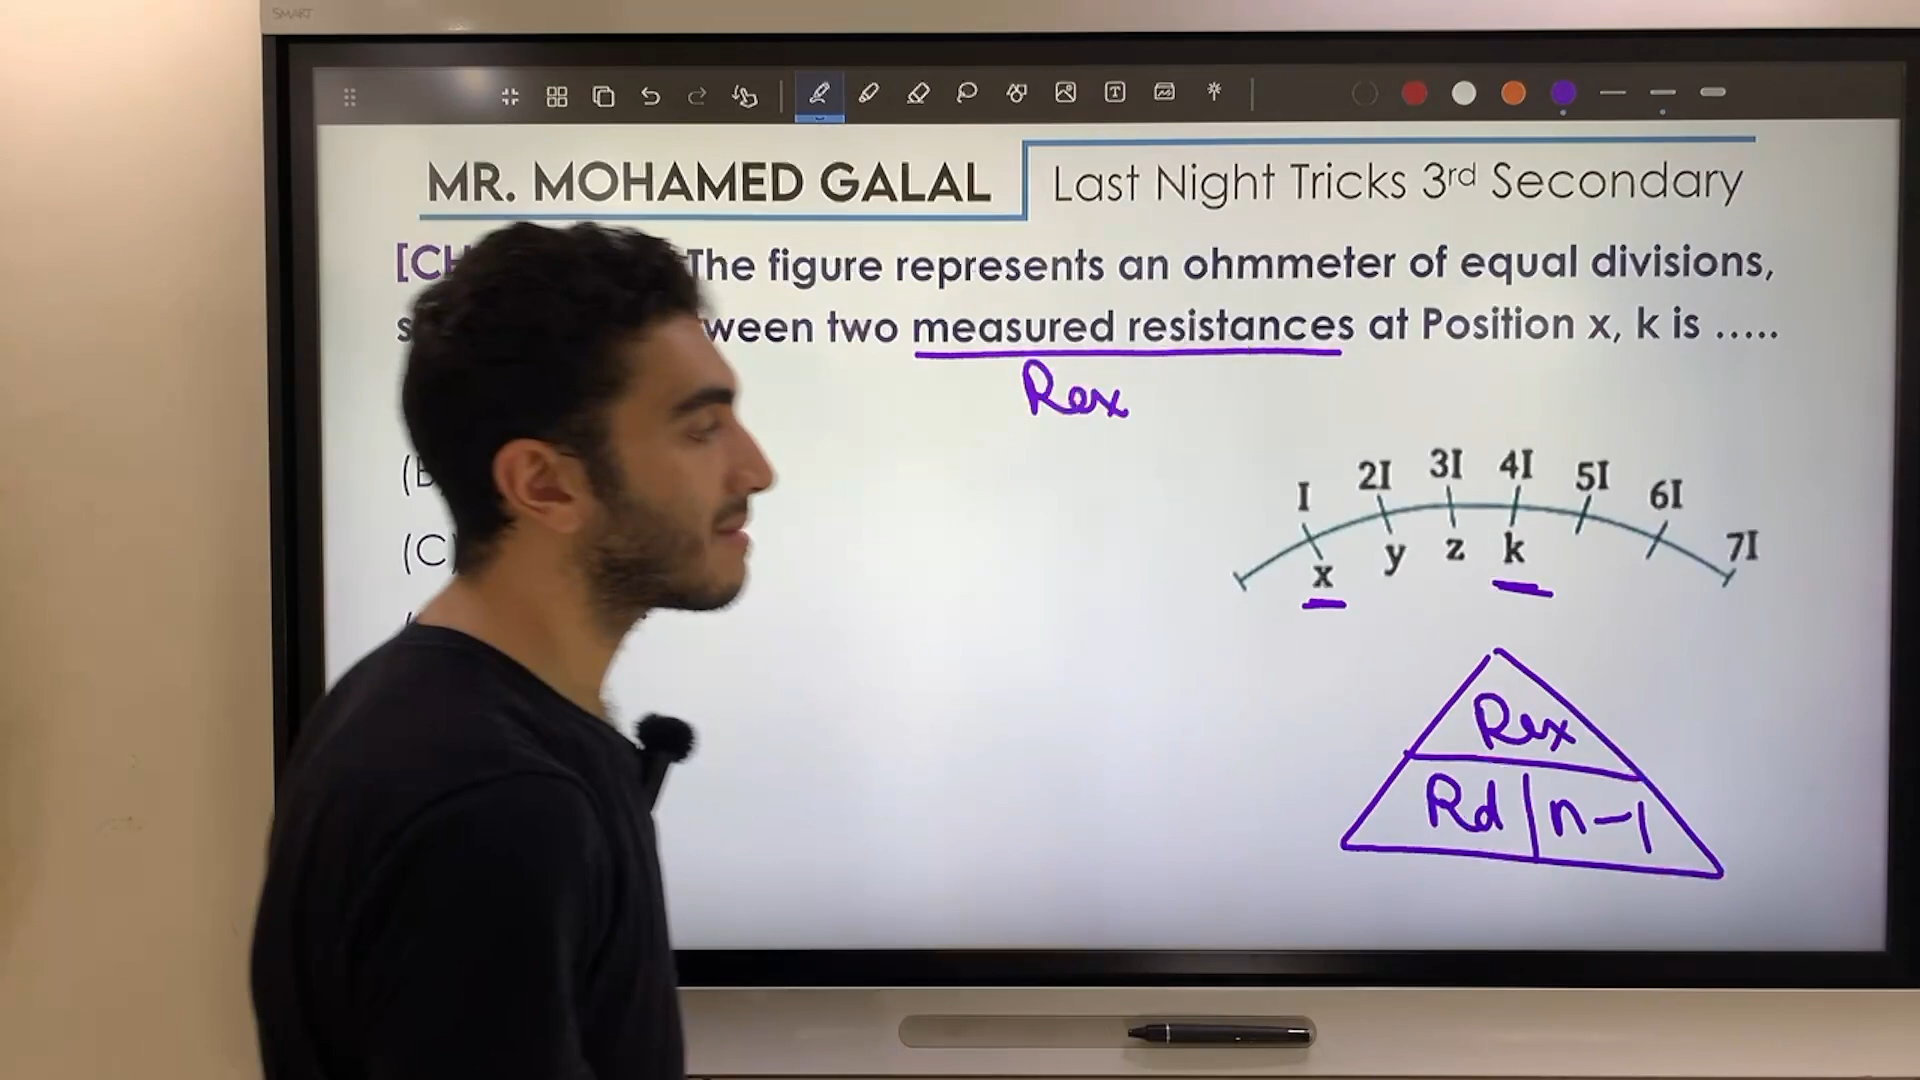 SMART
MR. MOHAMED GALAL
Last Night Tricks 3rd Secondary
The figure represents an ohmmeter of equal divisions,
two measured resistances at Position x, k is .....
Rex
I 2I 3I 4I 5I 6I 7I
x y z k
Rex
Rd | n-1